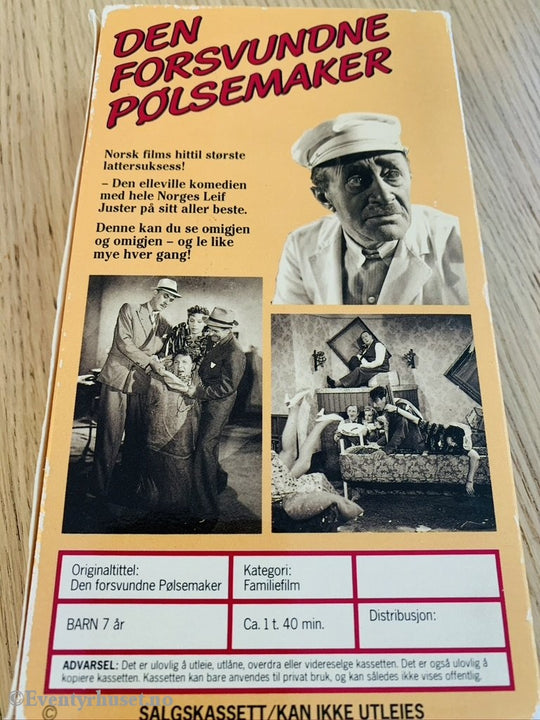 DEN
FORSVUNDNE
PØLSEMAKER
Norsk films hittil største
lattersuksess!
– Den elleville komedien
med hele Norges Leif
Juster på sitt aller beste.
Denne kan du se omigjen
og omigjen – og le like
mye hver gang!
Originaltittel:
Den forsvundne Pølsemaker
Kategori:
Familiefilm
BARN 7 år
Ca. 1 t. 40 min.
Distribusjon:
ADVARSEL: Det er ulovlig å utleie, utlåne, overdra eller videreselge kassetten. Det er også ulovlig å
kopiere kassetten. Kassetten kan bare anvendes til privat bruk, og kan således ikke vises offentlig.
©Eventyrhuset.no
© SALGSKASSETT/KAN IKKE UTLEIES